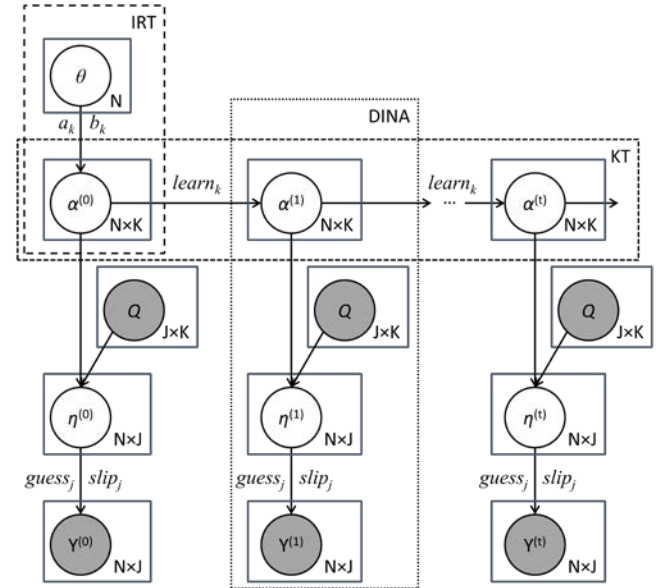 IRT
θ
N
a_k b_k
DINA
KT
α^(0) learn_k α^(1) learn_k ... α^(t)
N×K N×K N×K
Q Q Q
J×K J×K J×K
η^(0) η^(1) η^(t)
N×J N×J N×J
guess_j slip_j guess_j slip_j guess_j slip_j
Y^(0) Y^(1) Y^(t)
N×J N×J N×J